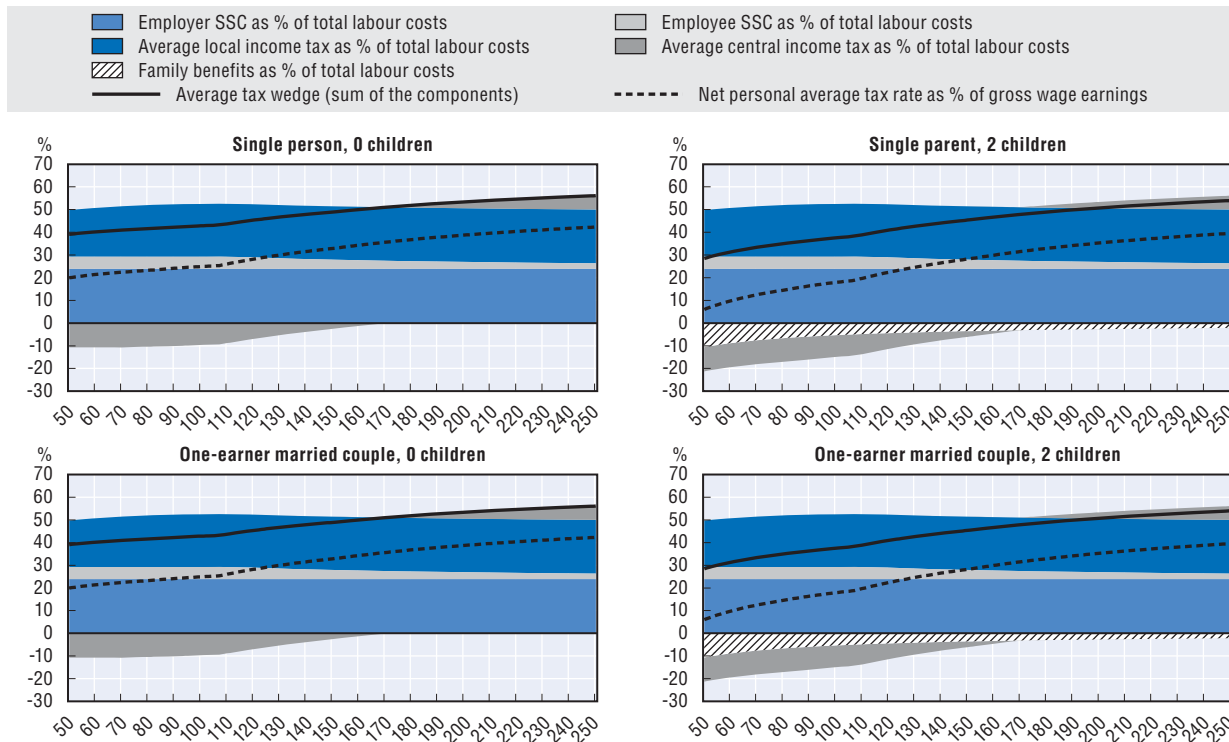 Employer SSC as % of total labour costs
Employee SSC as % of total labour costs
Average local income tax as % of total labour costs
Average central income tax as % of total labour costs
Family benefits as % of total labour costs
Average tax wedge (sum of the components)
Net personal average tax rate as % of gross wage earnings
% Single person, 0 children
70
60
50
40
30
20
10
0
-10
-20
-30
50 60 70 80 90 100 110 120 130 140 150 160 170 180 190 200 210 220 230 240 250
% Single parent, 2 children
70
60
50
40
30
20
10
0
-10
-20
-30
50 60 70 80 90 100 110 120 130 140 150 160 170 180 190 200 210 220 230 240 250
% One-earner married couple, 0 children
70
60
50
40
30
20
10
0
-10
-20
-30
50 60 70 80 90 100 110 120 130 140 150 160 170 180 190 200 210 220 230 240 250
% One-earner married couple, 2 children
70
60
50
40
30
20
10
0
-10
-20
-30
50 60 70 80 90 100 110 120 130 140 150 160 170 180 190 200 210 220 230 240 250